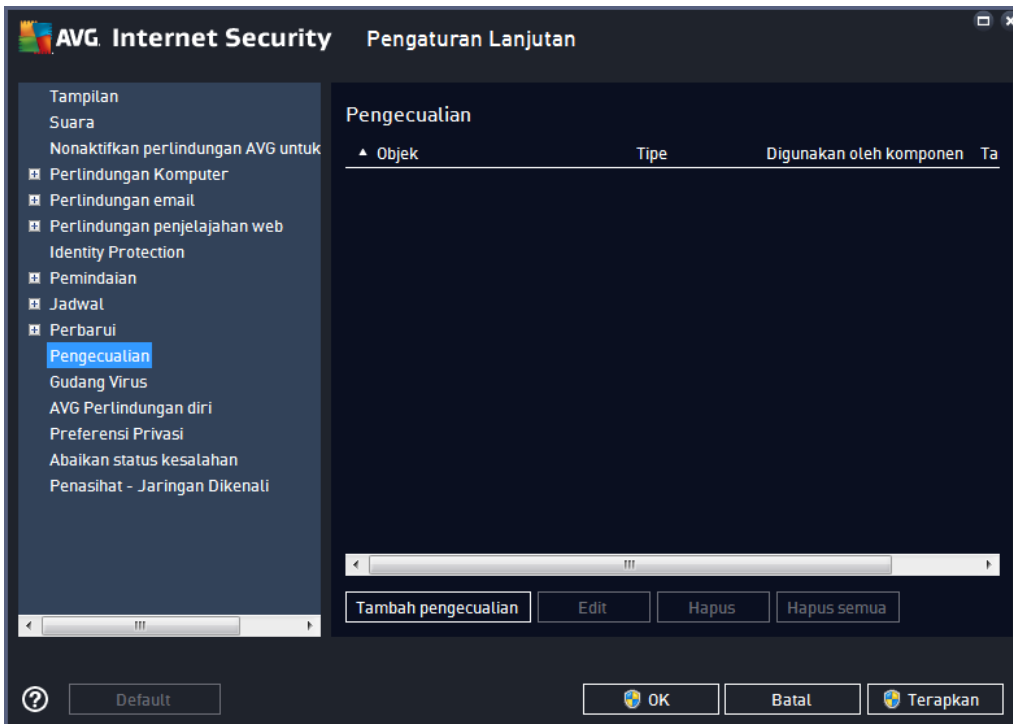 AVG. Internet Security Pengaturan Lanjutan
Tampilan
Suara
Nonaktifkan perlindungan AVG untuk
Perlindungan Komputer
Perlindungan email
Perlindungan penjelajahan web
Identity Protection
Pemindaian
Jadwal
Perbarui
Pengecualian
Gudang Virus
AVG Perlindungan diri
Preferensi Privasi
Abaikan status kesalahan
Penasihat - Jaringan Dikenali
Pengecualian
Objek Tipe Digunakan oleh komponen Ta
Tambah pengecualian Edit Hapus Hapus semua
? Default OK Batal Terapkan